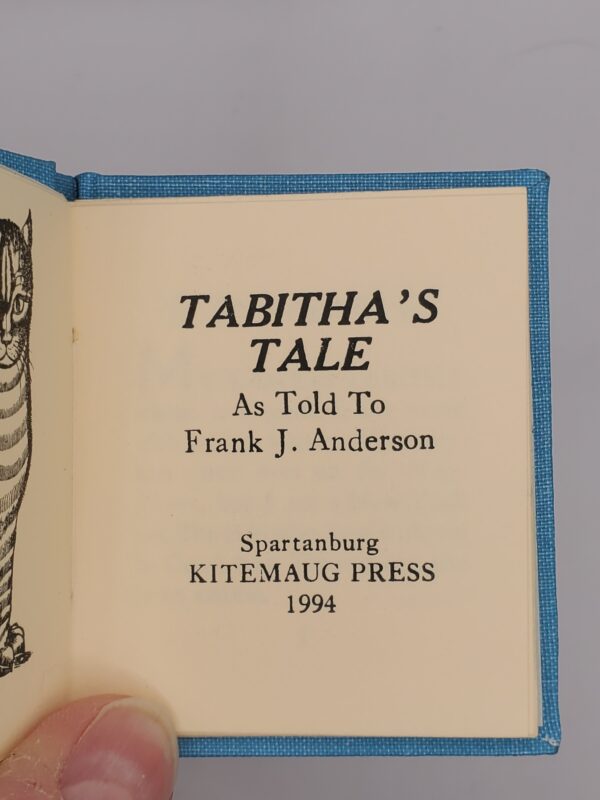 TABITHA'S
TALE
As Told To
Frank J. Anderson
Spartanburg
KITEMAUG PRESS
1994